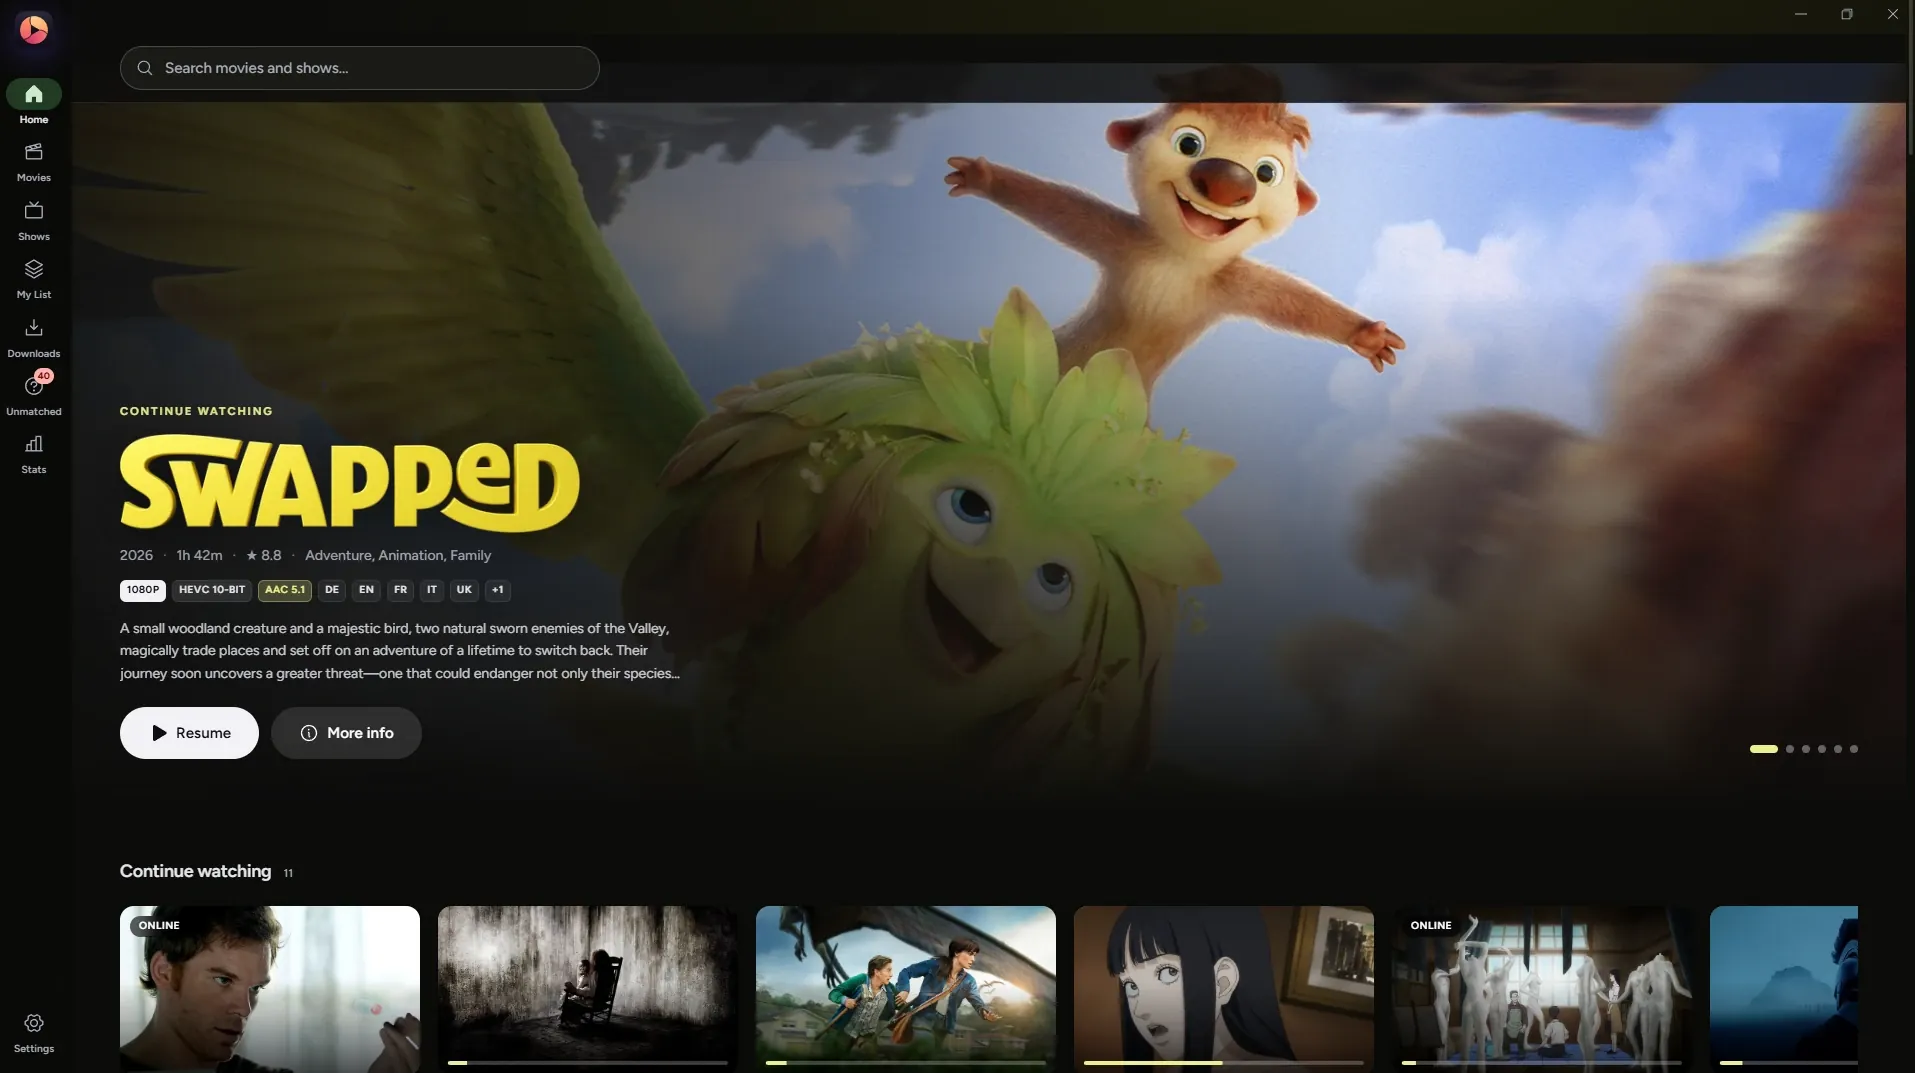 Search movies and shows...
Home
Movies
Shows
My List
Downloads
40
Unmatched
Stats
Settings
CONTINUE WATCHING
SWAPPED
2026 · 1h 42m · ★ 8.8 · Adventure, Animation, Family
1080P HEVC 10-BIT AAC 5.1 DE EN FR IT UK +1
A small woodland creature and a majestic bird, two natural sworn enemies of the Valley,
magically trade places and set off on an adventure of a lifetime to switch back. Their
journey soon uncovers a greater threat—one that could endanger not only their species...
Resume More info
Continue watching 11
ONLINE
ONLINE